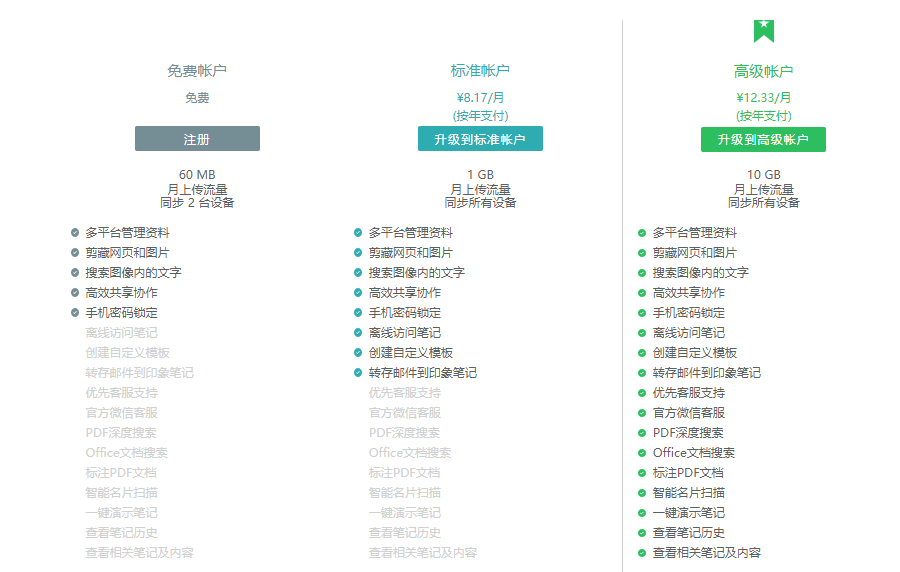 免费帐户
免费
注册
60 MB
月上传流量
同步 2 台设备
多平台管理资料
剪藏网页和图片
搜索图像内的文字
高效共享协作
手机密码锁定
离线访问笔记
创建自定义模板
转存邮件到印象笔记
优先客服支持
官方微信客服
PDF深度搜索
Office文档搜索
标注PDF文档
智能名片扫描
一键演示笔记
查看笔记历史
查看相关笔记及内容
标准帐户
¥8.17/月
(按年支付)
升级到标准帐户
1 GB
月上传流量
同步所有设备
多平台管理资料
剪藏网页和图片
搜索图像内的文字
高效共享协作
手机密码锁定
离线访问笔记
创建自定义模板
转存邮件到印象笔记
优先客服支持
官方微信客服
PDF深度搜索
Office文档搜索
标注PDF文档
智能名片扫描
一键演示笔记
查看笔记历史
查看相关笔记及内容
高级帐户
¥12.33/月
(按年支付)
升级到高级帐户
10 GB
月上传流量
同步所有设备
多平台管理资料
剪藏网页和图片
搜索图像内的文字
高效共享协作
手机密码锁定
离线访问笔记
创建自定义模板
转存邮件到印象笔记
优先客服支持
官方微信客服
PDF深度搜索
Office文档搜索
标注PDF文档
智能名片扫描
一键演示笔记
查看笔记历史
查看相关笔记及内容